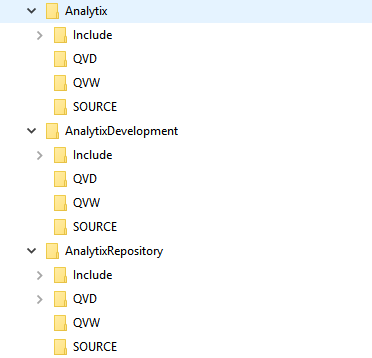 Analytix
Include
QVD
QVW
SOURCE
AnalytixDevelopment
Include
QVD
QVW
SOURCE
AnalytixRepository
Include
QVD
QVW
SOURCE